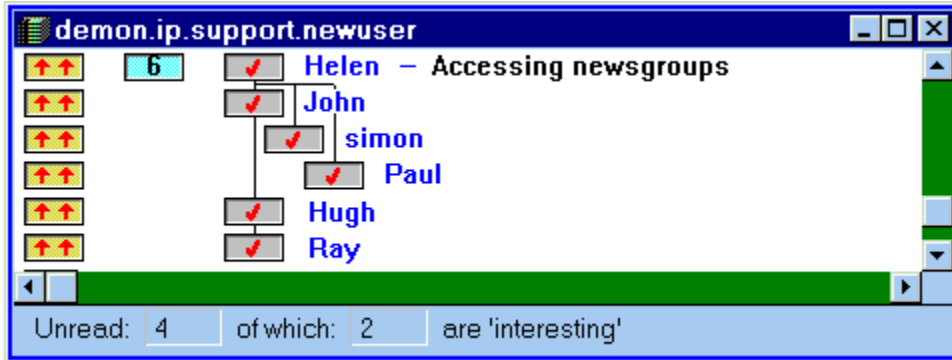 demon.ip.support.newuser
6 Helen – Accessing newsgroups
John
simon
Paul
Hugh
Ray
Unread: 4 of which: 2 are 'interesting'